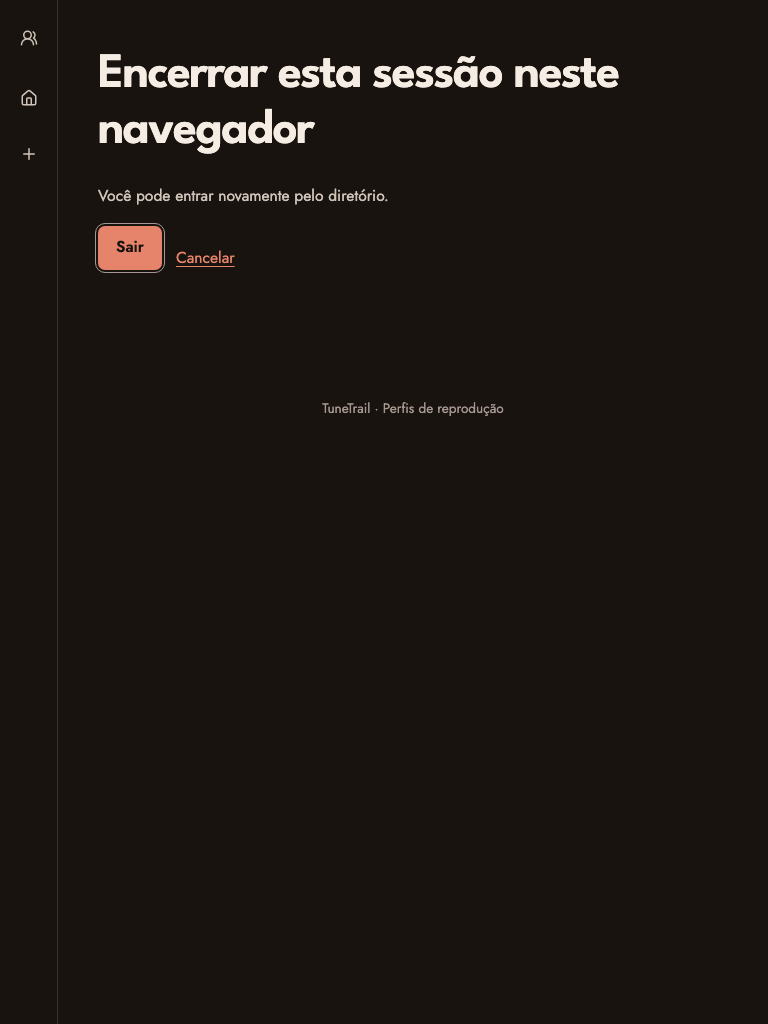 Encerrar esta sessão neste
navegador
Você pode entrar novamente pelo diretório.
Sair
Cancelar
TuneTrail · Perfis de reprodução